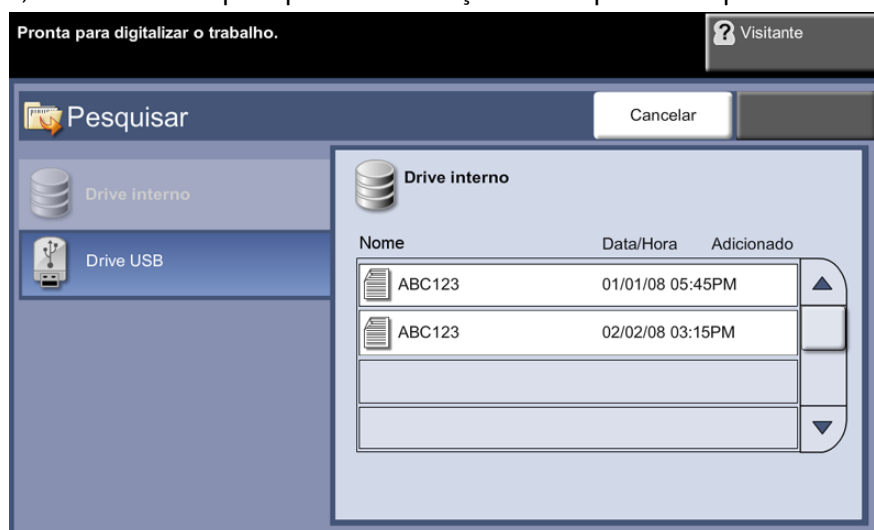 Pronta para digitalizar o trabalho.
? Visitante
Pesquisar
Cancelar
Drive interno
Drive USB
Drive interno
Nome Data/Hora Adicionado
ABC123 01/01/08 05:45PM
ABC123 02/02/08 03:15PM